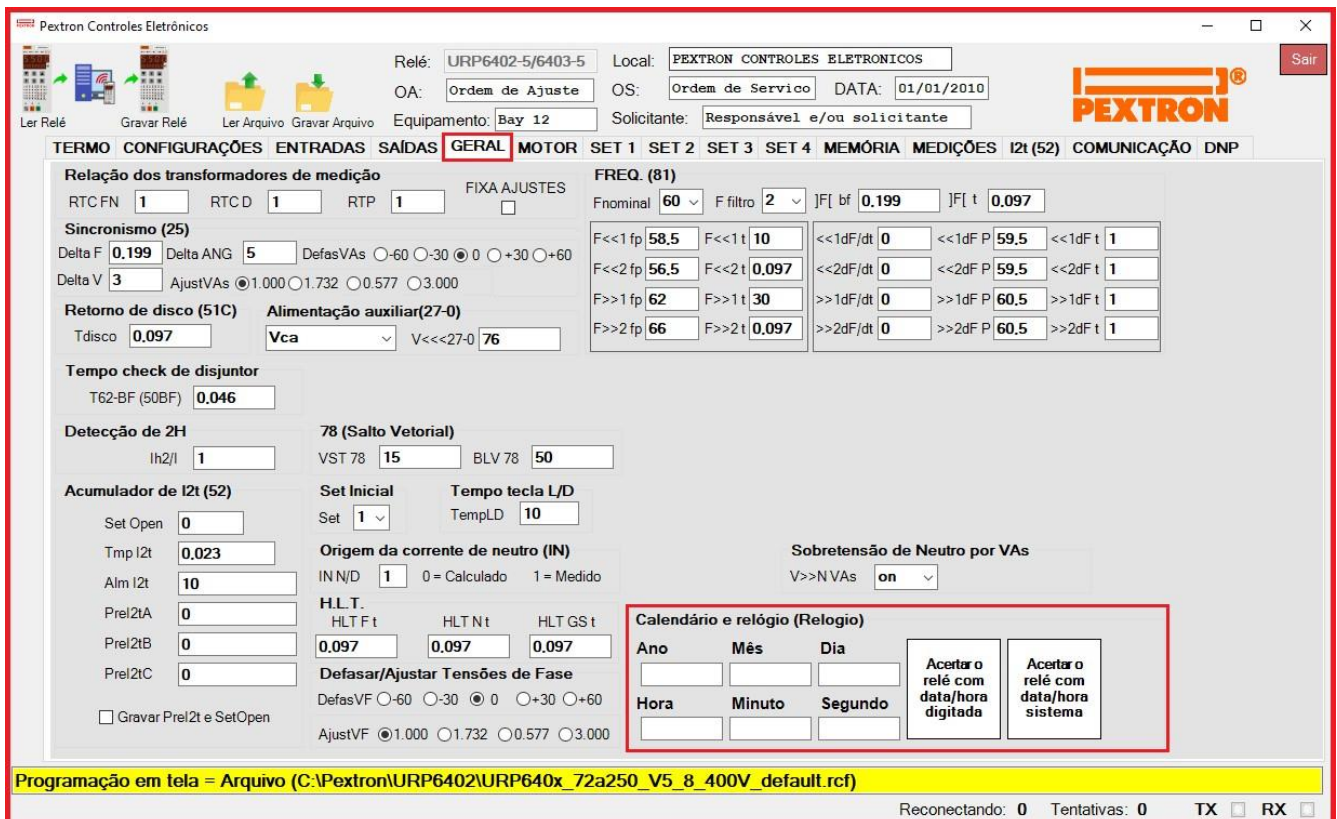 Pextron Controles Eletrônicos
Relé: URP6402-5/6403-5 Local: PEXTRON CONTROLES ELETRONICOS Sair
OA: Ordem de Ajuste OS: Ordem de Servico DATA: 01/01/2010
PEXTRON®
Ler Relé Gravar Relé Ler Arquivo Gravar Arquivo Equipamento: Bay 12 Solicitante: Responsável e/ou solicitante
TERMO CONFIGURAÇÕES ENTRADAS SAÍDAS GERAL MOTOR SET 1 SET 2 SET 3 SET 4 MEMÓRIA MEDIÇÕES I2t (52) COMUNICAÇÃO DNP
Relação dos transformadores de medição
RTC FN 1 RTC D 1 RTP 1 FIXA AJUSTES
Sincronismo (25)
Delta F 0.199 Delta ANG 5 DefasVAs -60 -30 0 +30 +60
Delta V 3 AjustVAs 1.000 1.732 0.577 3.000
Retorno de disco (51C)
Tdisco 0.097
Alimentação auxiliar(27-0)
Vca V<<<27-0 76
FREQ. (81)
Fnominal 60 F filtro 2 ]F[ bf 0.199 ]F[ t 0.097
F<<1 fp 58.5 F<<1 t 10 <<1dF/dt 0 <<1dF P 59.5 <<1dF t 1
F<<2 fp 56.5 F<<2 t 0.097 <<2dF/dt 0 <<2dF P 59.5 <<2dF t 1
F>>1 fp 62 F>>1 t 30 >>1dF/dt 0 >>1dF P 60.5 >>1dF t 1
F>>2 fp 66 F>>2 t 0.097 >>2dF/dt 0 >>2dF P 60.5 >>2dF t 1
Tempo check de disjuntor
T62-BF (50BF) 0.046
Detecção de 2H
Ih2/I 1
78 (Salto Vetorial)
VST 78 15 BLV 78 50
Acumulador de I2t (52)
Set Open 0
Tmp I2t 0.023
Alm I2t 10
PreI2tA 0
PreI2tB 0
PreI2tC 0
Gravar PreI2t e SetOpen
Set Inicial
Set 1
Tempo tecla L/D
TempLD 10
Origem da corrente de neutro (IN)
IN N/D 1 0 = Calculado 1 = Medido
Sobretensão de Neutro por VAs
V>>N VAs on
H.L.T.
HLT F t HLT N t HLT GS t
0.097 0.097 0.097
Defasar/Ajustar Tensões de Fase
DefasVF -60 -30 0 +30 +60
AjustVF 1.000 1.732 0.577 3.000
Calendário e relógio (Relogio)
Ano Mês Dia
Hora Minuto Segundo
Acertar o
relé com
data/hora
digitada
Acertar o
relé com
data/hora
sistema
Programação em tela = Arquivo (C:\Pextron\URP6402\URP640x_72a250_V5_8_400V_default.rcf)
Reconectando: 0 Tentativas: 0 TX RX